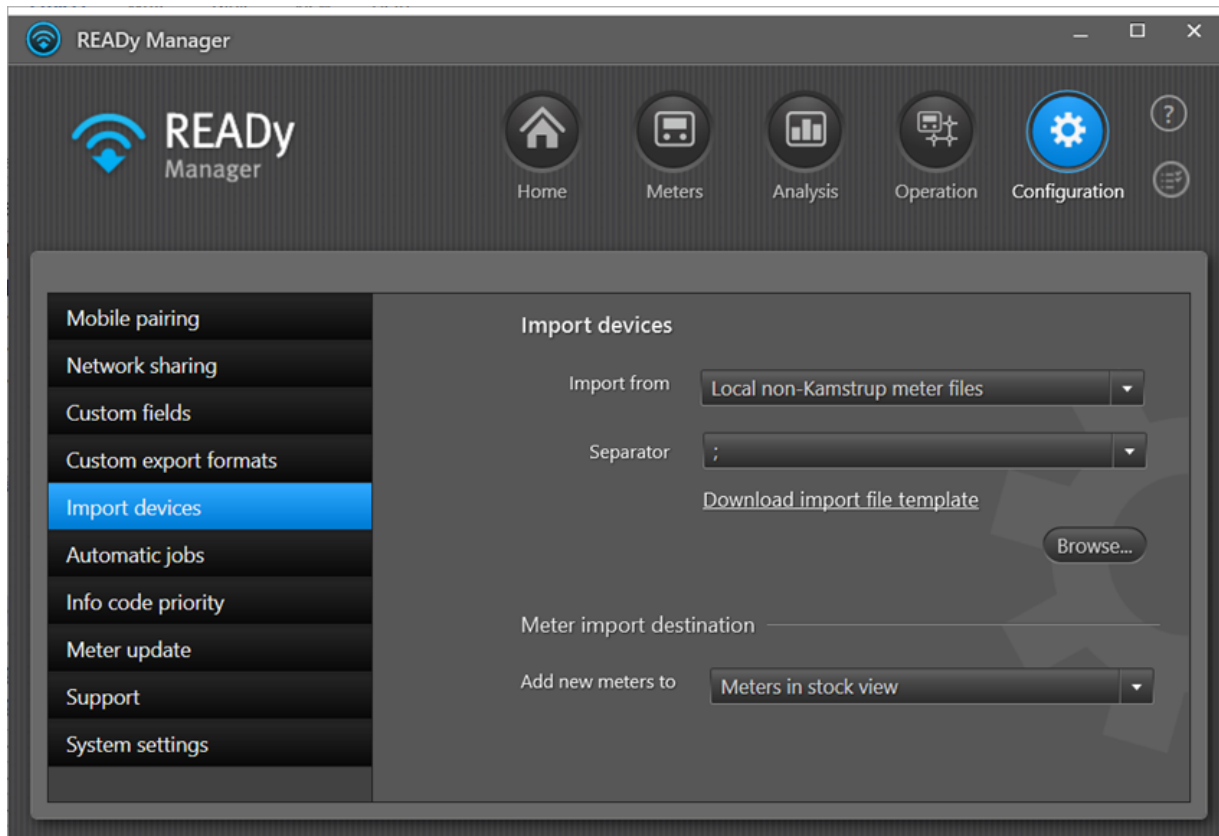 READy Manager
READy
Manager
Home
Meters
Analysis
Operation
Configuration
?
Mobile pairing
Network sharing
Custom fields
Custom export formats
Import devices
Automatic jobs
Info code priority
Meter update
Support
System settings
Import devices
Import from
Local non-Kamstrup meter files
Separator
;
Download import file template
Browse...
Meter import destination
Add new meters to
Meters in stock view